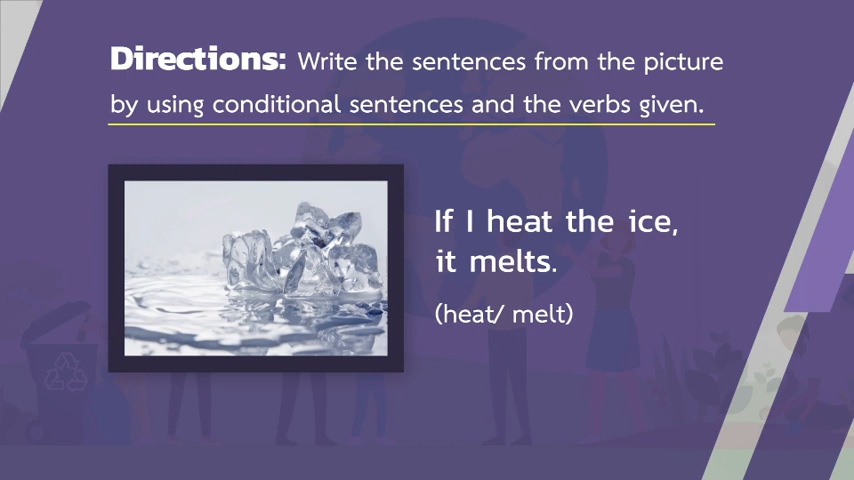 Directions: Write the sentences from the picture
by using conditional sentences and the verbs given.
If I heat the ice,
it melts.
(heat/ melt)